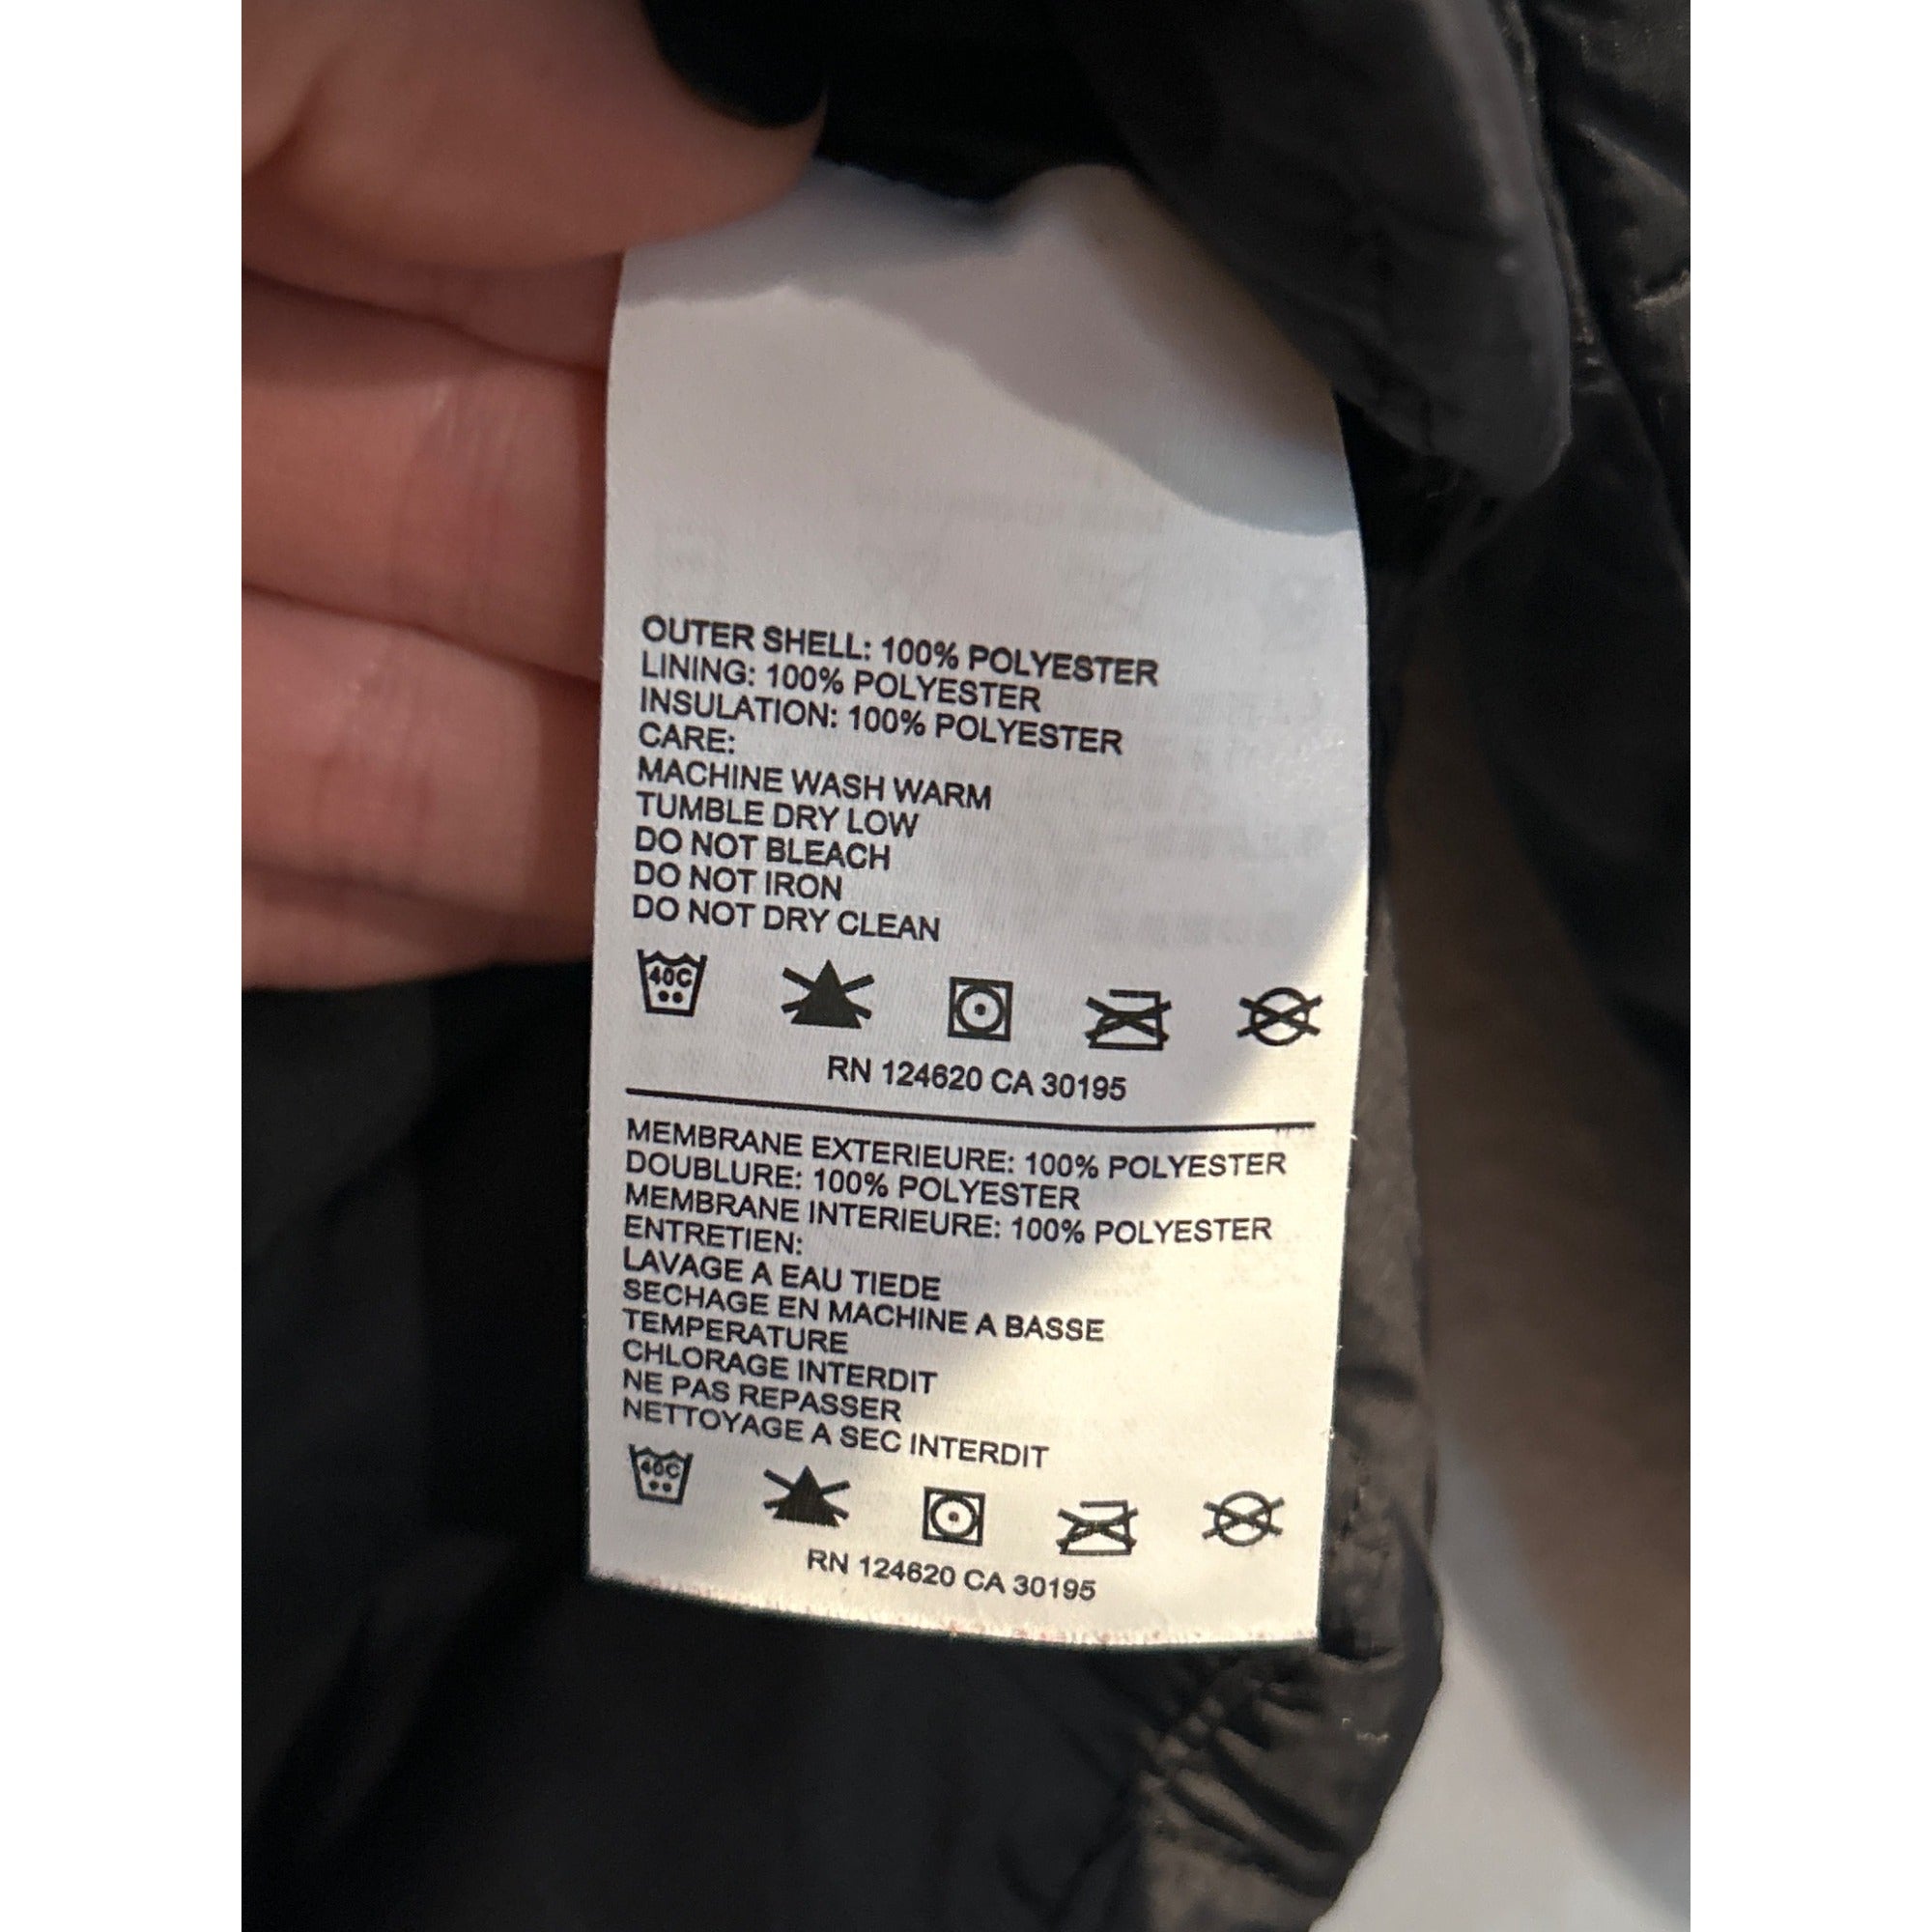 OUTER SHELL: 100% POLYESTER
LINING: 100% POLYESTER
INSULATION: 100% POLYESTER
CARE:
MACHINE WASH WARM
TUMBLE DRY LOW
DO NOT BLEACH
DO NOT IRON
DO NOT DRY CLEAN
40C
RN 124620 CA 30195
MEMBRANE EXTERIEURE: 100% POLYESTER
DOUBLURE: 100% POLYESTER
MEMBRANE INTERIEURE: 100% POLYESTER
ENTRETIEN:
LAVAGE A EAU TIEDE
SECHAGE EN MACHINE A BASSE
TEMPERATURE
CHLORAGE INTERDIT
NE PAS REPASSER
NETTOYAGE A SEC INTERDIT
40C
RN 124620 CA 30195